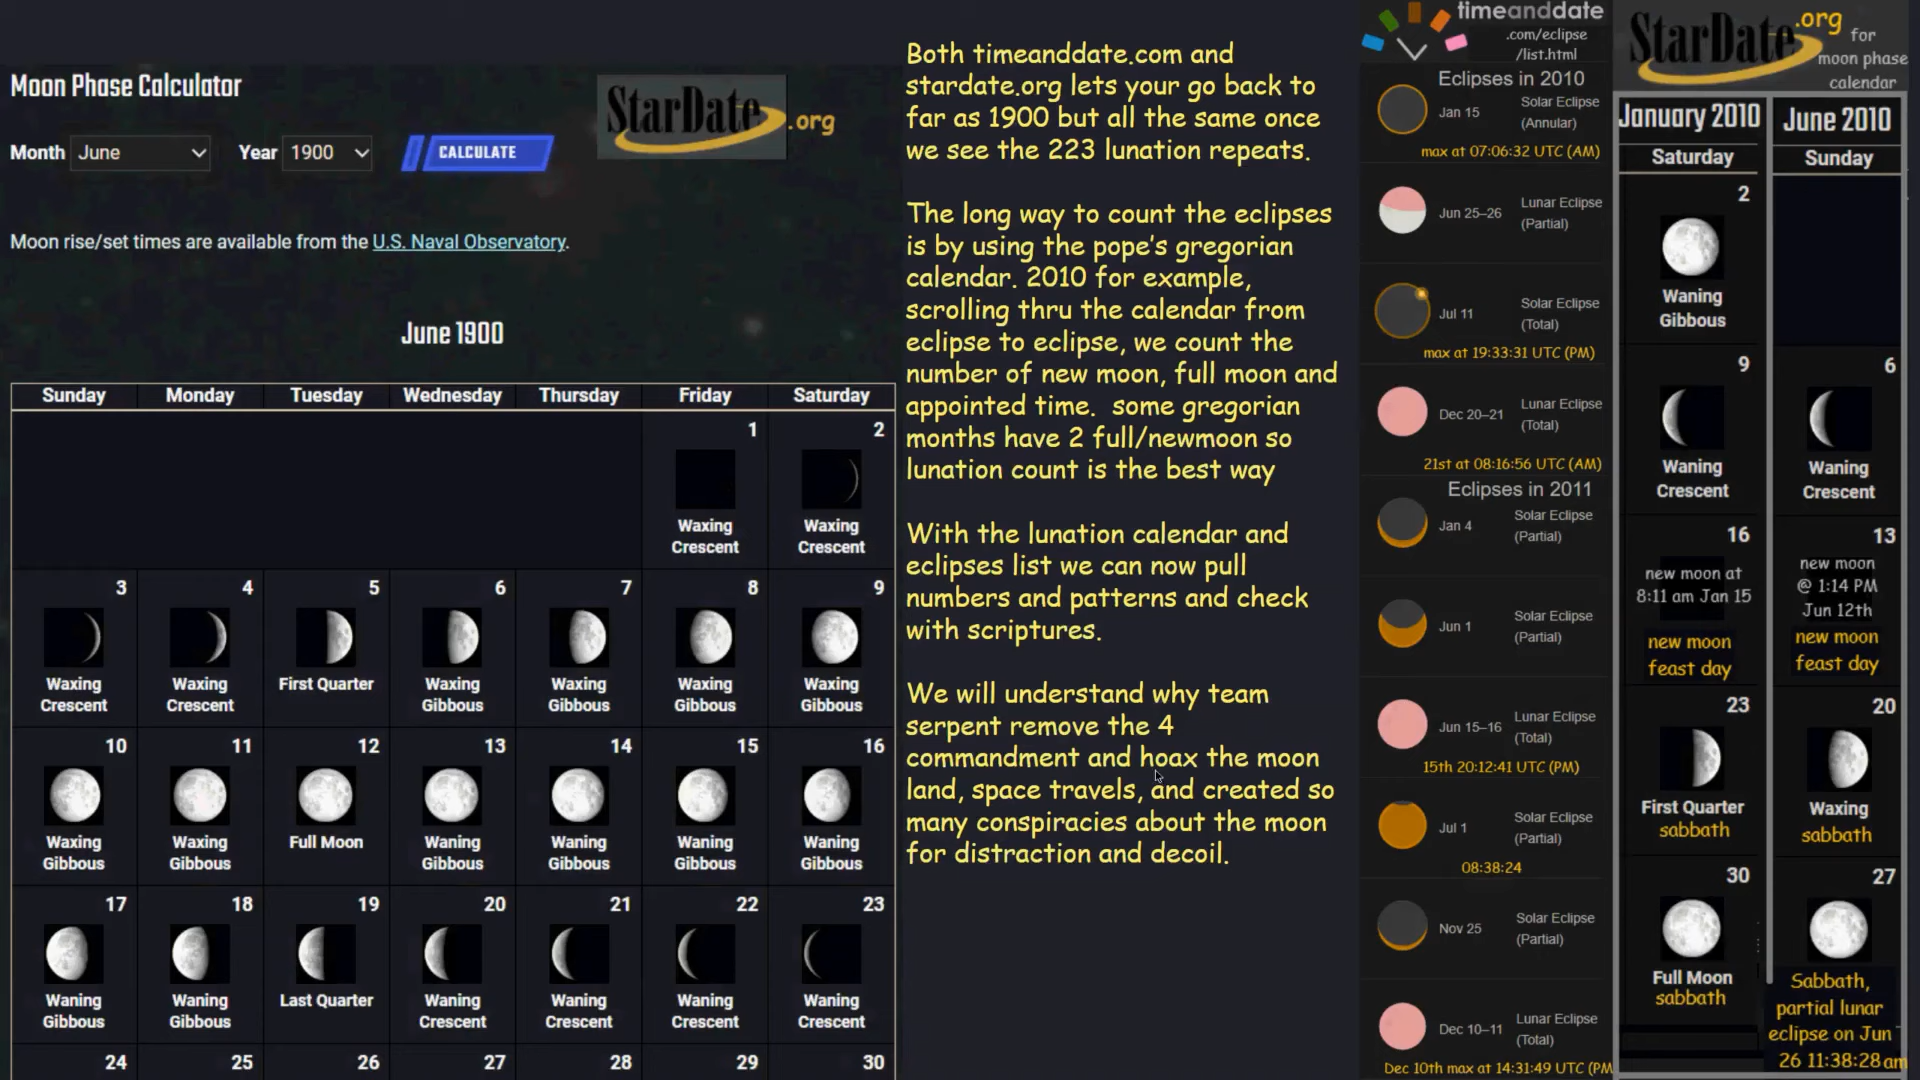 Moon Phase Calculator
Month June Year 1900 CALCULATE
StarDate.org
Moon rise/set times are available from the U.S. Naval Observatory.
June 1900
Sunday Monday Tuesday Wednesday Thursday Friday Saturday
1 2
Waxing Crescent Waxing Crescent
3 4 5 6 7 8 9
Waxing Crescent Waxing Crescent First Quarter Waxing Gibbous Waxing Gibbous Waxing Gibbous Waxing Gibbous
10 11 12 13 14 15 16
Waxing Gibbous Waxing Gibbous Full Moon Waning Gibbous Waning Gibbous Waning Gibbous Waning Gibbous
17 18 19 20 21 22 23
Waning Gibbous Waning Gibbous Last Quarter Waning Crescent Waning Crescent Waning Crescent Waning Crescent
24 25 26 27 28 29 30
Both timeanddate.com and
stardate.org lets your go back to
far as 1900 but all the same once
we see the 223 lunation repeats.
The long way to count the eclipses
is by using the pope's gregorian
calendar. 2010 for example,
scrolling thru the calendar from
eclipse to eclipse, we count the
number of new moon, full moon and
appointed time. some gregorian
months have 2 full/newmoon so
lunation count is the best way
With the lunation calendar and
eclipses list we can now pull
numbers and patterns and check
with scriptures.
We will understand why team
serpent remove the 4
commandment and hoax the moon
land, space travels, and created so
many conspiracies about the moon
for distraction and decoil.
timeanddate
.com/eclipse
/list.html
Eclipses in 2010
Jan 15 Solar Eclipse (Annular)
max at 07:06:32 UTC (AM)
Jun 25–26 Lunar Eclipse (Partial)
Jul 11 Solar Eclipse (Total)
max at 19:33:31 UTC (PM)
Dec 20–21 Lunar Eclipse (Total)
21st at 08:16:56 UTC (AM)
Eclipses in 2011
Jan 4 Solar Eclipse (Partial)
Jun 1 Solar Eclipse (Partial)
Jun 15–16 Lunar Eclipse (Total)
15th 20:12:41 UTC (PM)
Jul 1 Solar Eclipse (Partial)
08:38:24
Nov 25 Solar Eclipse (Partial)
Dec 10–11 Lunar Eclipse (Total)
Dec 10th max at 14:31:49 UTC (PM
StarDate.org for
moon phase
calendar
January 2010
Saturday
2
Waning
Gibbous
9
Waning
Crescent
16
new moon at
8:11 am Jan 15
new moon
feast day
23
First Quarter
sabbath
30
Full Moon
sabbath
June 2010
Sunday
6
Waning
Crescent
13
new moon
@ 1:14 PM
Jun 12th
new moon
feast day
20
Waxing
sabbath
27
Sabbath,
partial lunar
eclipse on Jun
26 11:38:28 am